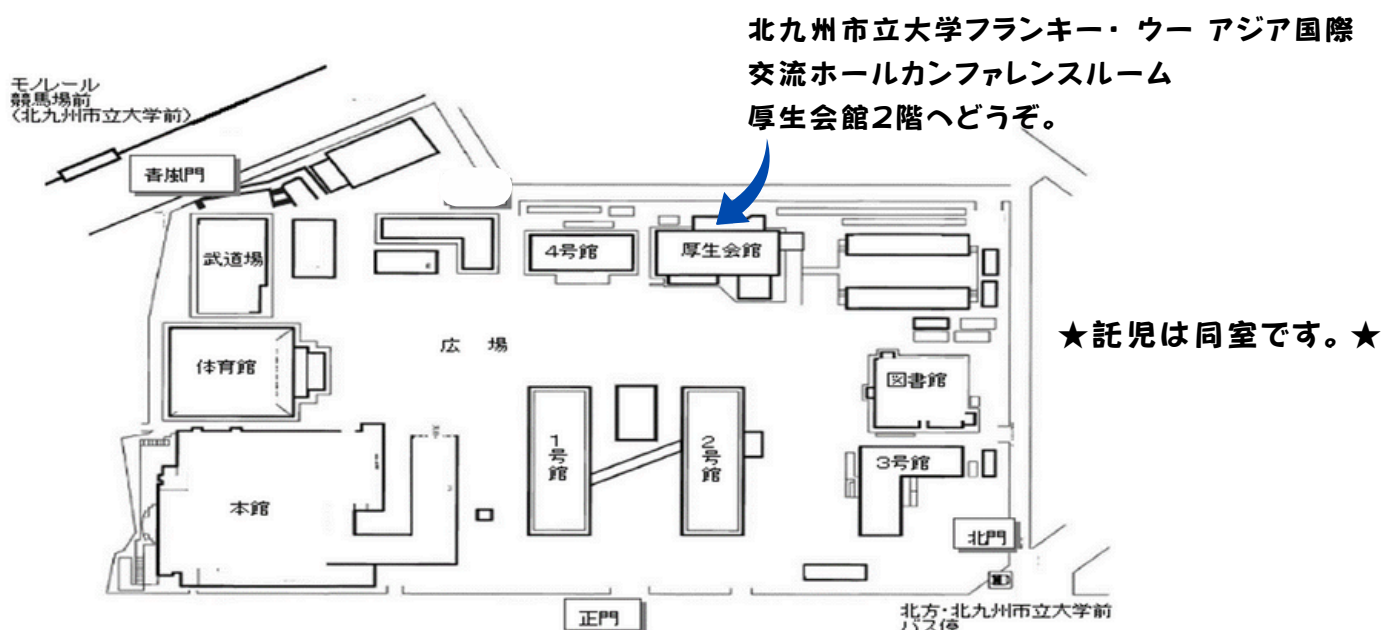 北九州市立大学フランキー・ ウー アジア国際
交流ホールカンファレンスルーム
厚生会館２階へどうぞ。
モノレール
競馬場前
〈北九州市立大学前〉
青嵐門
武道場
4号館
厚生会館
体育館
広　場
図書館
1号館
2号館
3号館
本館
北門
正門
北方・北九州市立大学前
バス停
★託児は同室です。★